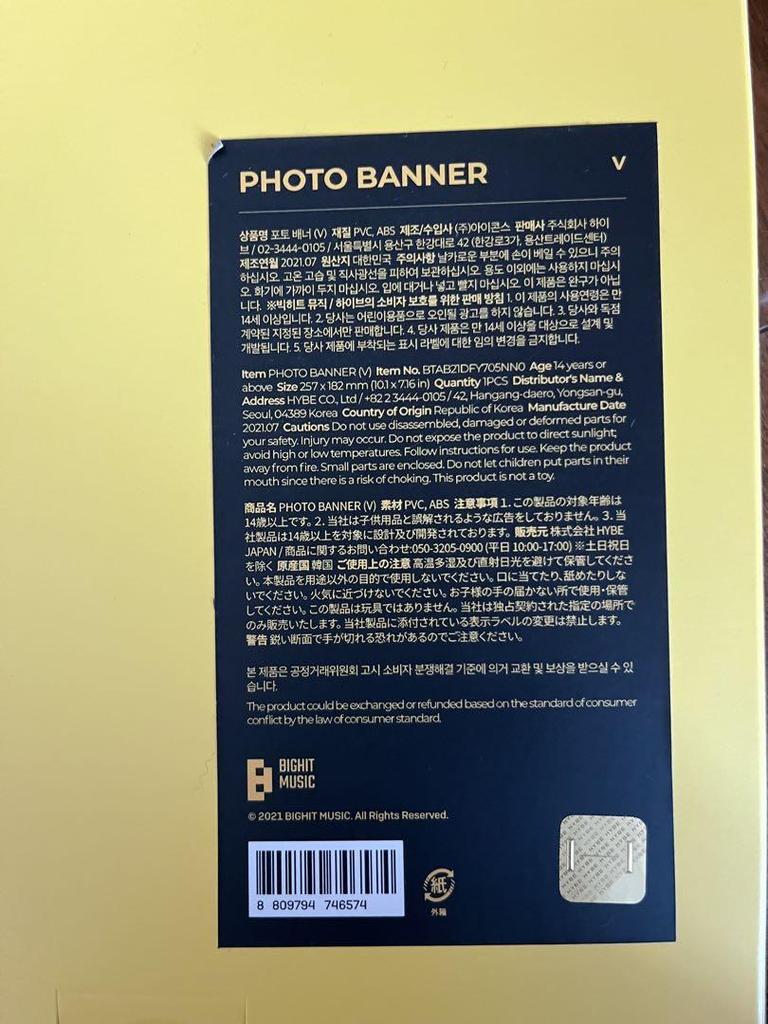 PHOTO BANNER
V
상품명 포토 배너 (V) 재질 PVC, ABS 제조/수입사 (주)아이콘스 판매사 주식회사 하이
브 / 02-3444-0105 / 서울특별시 용산구 한강대로 42 (한강로3가, 용산트레이드센터)
제조연월 2021.07 원산지 대한민국 주의사항 날카로운 부분에 손이 베일 수 있으니 주의
하십시오. 고온 고습 및 직사광선을 피하여 보관하십시오. 용도 이외에는 사용하지 마십시
오. 화기에 가까이 두지 마십시오. 입에 대거나 넣고 빨지 마십시오. 이 제품은 완구가 아닙
니다. ※빅히트 뮤직 / 하이브의 소비자 보호를 위한 판매 방침 1. 이 제품의 사용연령은 만
14세 이상입니다. 2. 당사는 어린이용품으로 오인될 광고를 하지 않습니다. 3. 당사와 독점
계약된 지정된 장소에서만 판매합니다. 4. 당사 제품은 만 14세 이상을 대상으로 설계 및
개발됩니다. 5. 당사 제품에 부착되는 표시 라벨에 대한 임의 변경을 금지합니다.
Item PHOTO BANNER (V) Item No. BTAB21DFY705NN0 Age 14 years or
above Size 257 x 182 mm (10.1 x 7.16 in) Quantity 1PCS Distributor's Name &
Address HYBE CO., Ltd / +82 2 3444-0105 / 42, Hangang-daero, Yongsan-gu,
Seoul, 04389 Korea Country of Origin Republic of Korea Manufacture Date
2021.07 Cautions Do not use disassembled, damaged or deformed parts for
your safety. Injury may occur. Do not expose the product to direct sunlight;
avoid high or low temperatures. Follow instructions for use. Keep the product
away from fire. Small parts are enclosed. Do not let children put parts in their
mouth since there is a risk of choking. This product is not a toy.
商品名 PHOTO BANNER (V) 素材 PVC, ABS 注意事項 1. この製品の対象年齢は
14歳以上です。2. 当社は子供用品と誤解されるような広告をしておりません。3. 当
社製品は14歳以上を対象に設計及び開発されております。販売元 株式会社 HYBE
JAPAN / 商品に関するお問い合わせ:050-3205-0900 (平日 10:00-17:00) ※土日祝日
を除く 原産国 韓国 ご使用上の注意 高温多湿及び直射日光を避けて保管してくださ
い。本製品を用途以外の目的で使用しないでください。口に当てたり、舐めたりしな
いでください。火気に近づけないでください。お子様の手の届かない所で使用・保管
してください。この製品は玩具ではありません。当社は独占契約された指定の場所で
のみ販売いたします。当社製品に添付されている表示ラベルの変更は禁止します。
警告 鋭い断面で手が切れる恐れがあるのでご注意ください。
본 제품은 공정거래위원회 고시 소비자 분쟁해결 기준에 의거 교환 및 보상을 받으실 수 있
습니다.
The product could be exchanged or refunded based on the standard of consumer
conflict by the law of consumer standard.
BIGHIT
MUSIC
© 2021 BIGHIT MUSIC. All Rights Reserved.
8 809794 746574
紙
外箱
HYBE HYBE HYBE